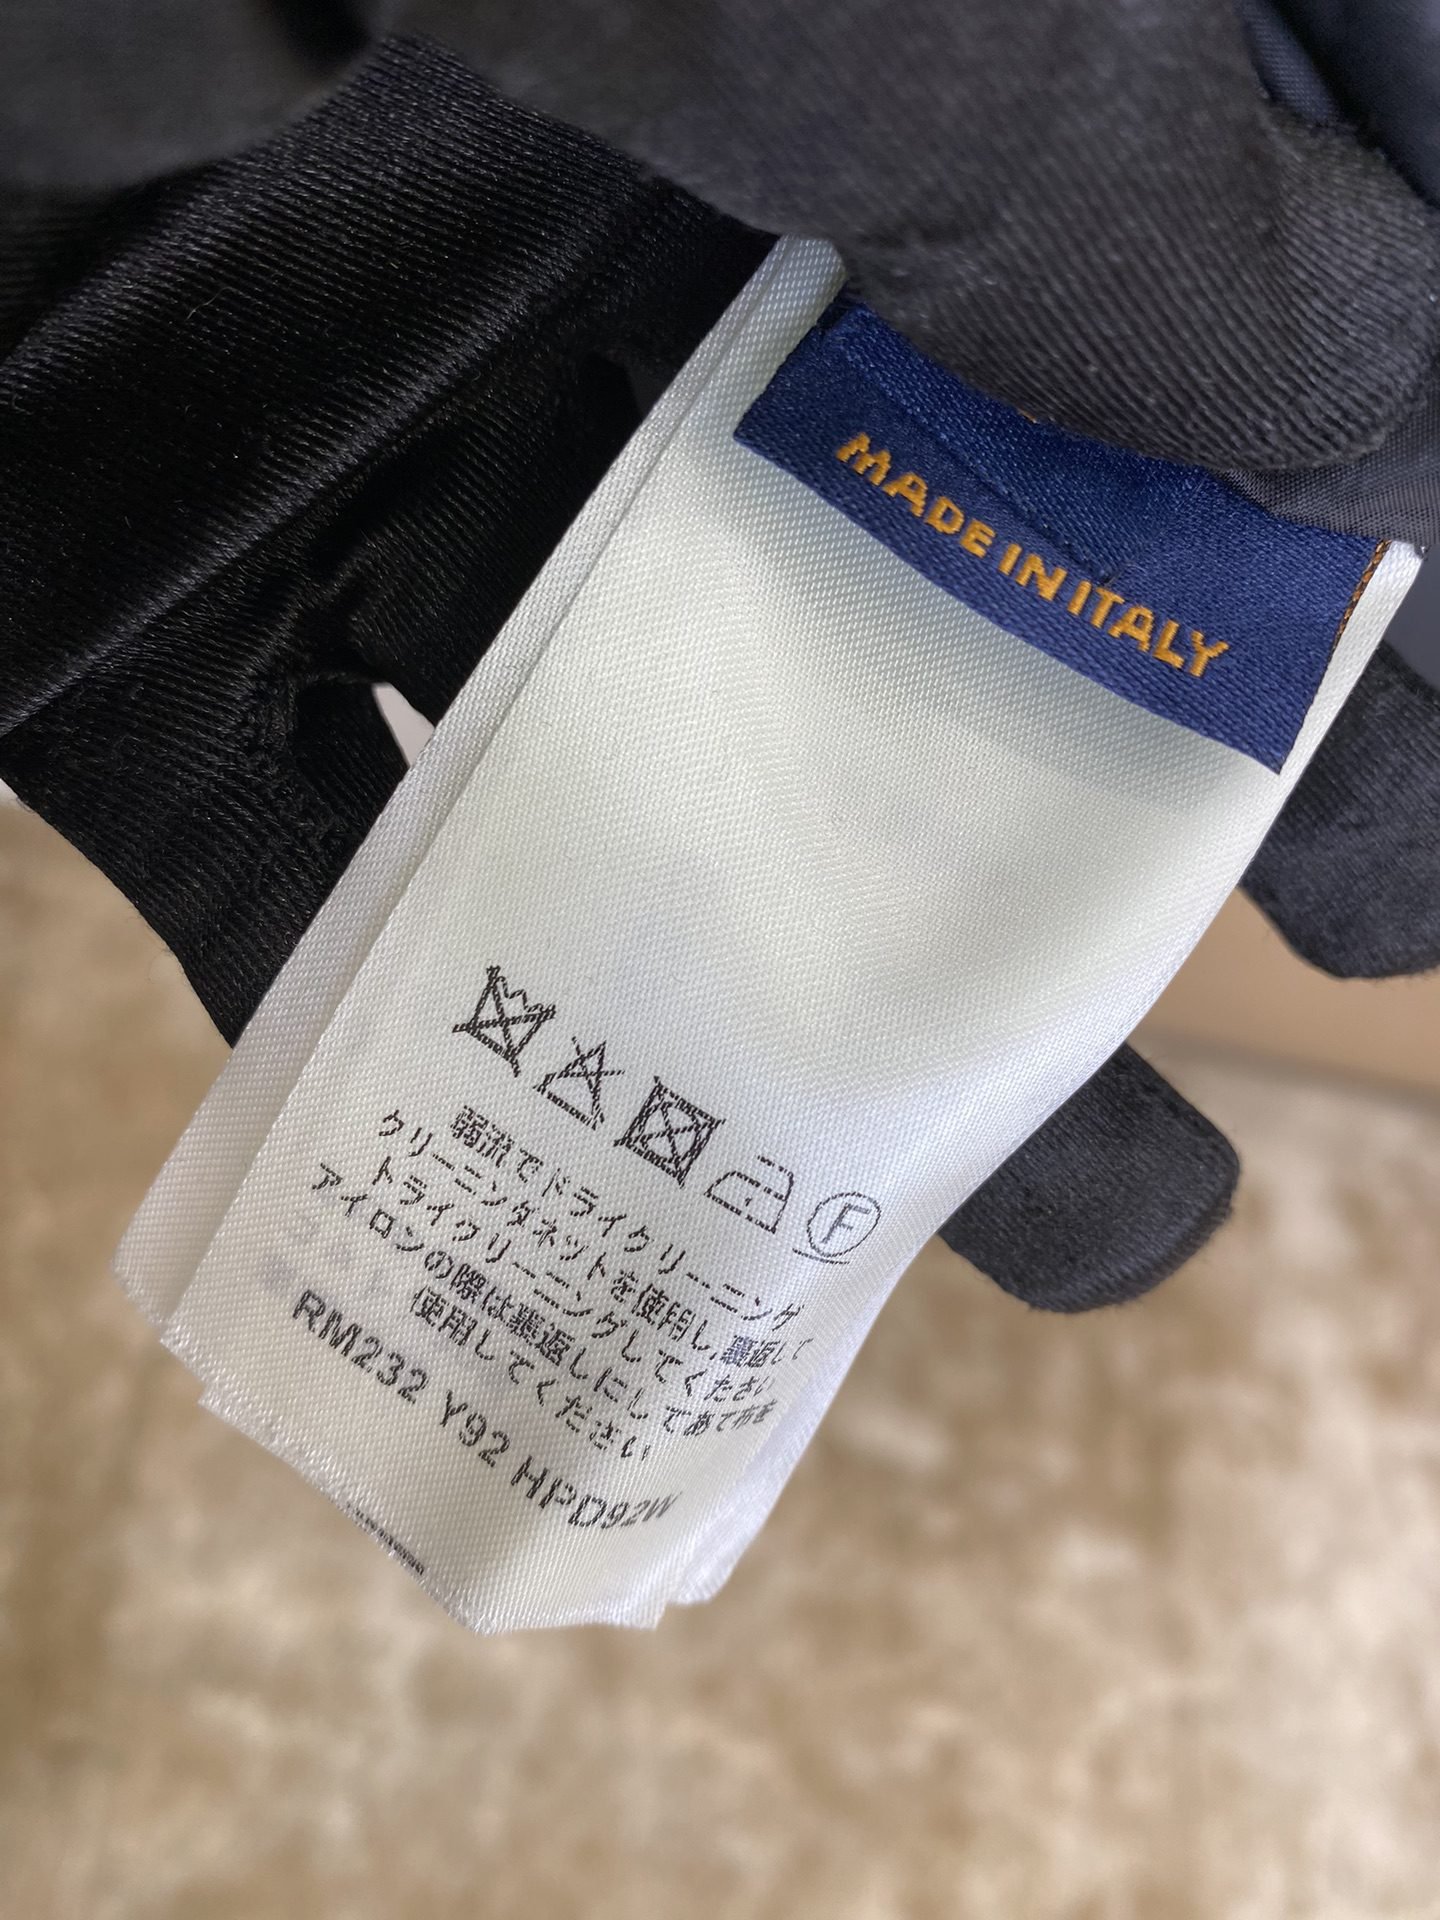 MADE IN ITALY
F
弱流でドライクリーニング
クリーニングネットを使用し,裏返して
トライクリーニングしてください
アイロンの際は裏返しにしてあて布を
使用してください
RM232 Y92 HPD92W